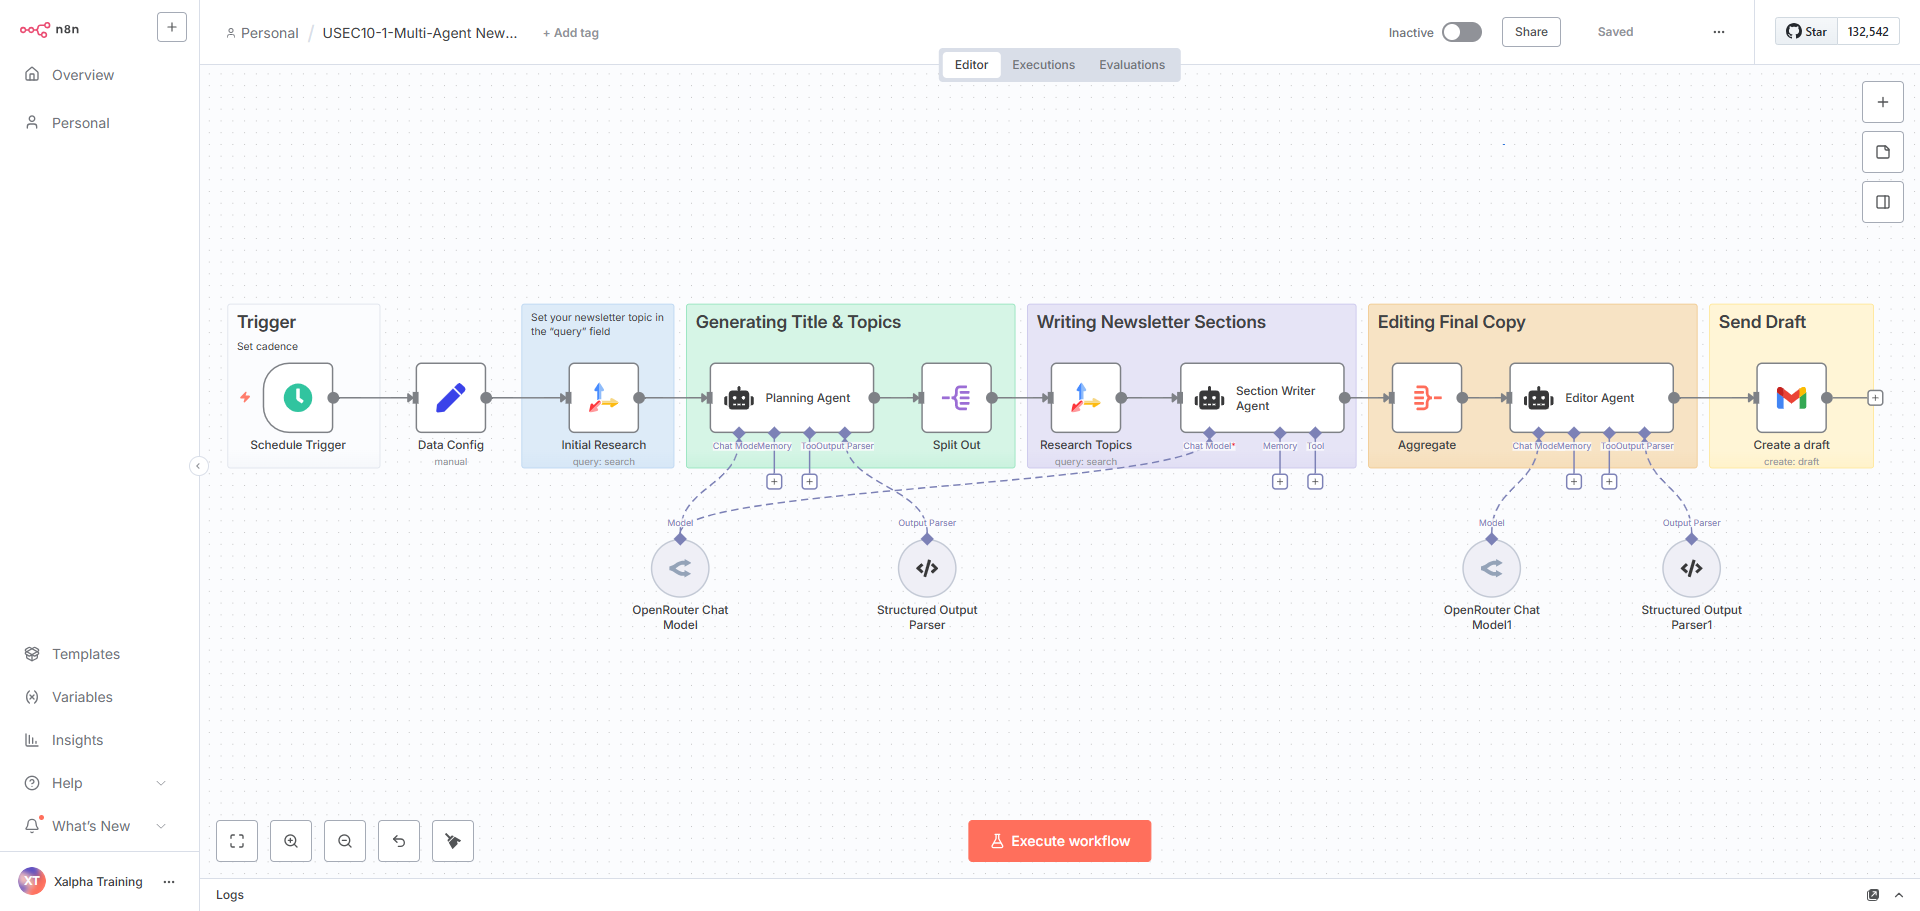 n8n
+
Personal / USEC10-1-Multi-Agent New... + Add tag
Inactive
Share
Saved
...
Star 132,542
Editor Executions Evaluations
Overview
Personal
Trigger
Set cadence
Schedule Trigger
Data Config
manual
Set your newsletter topic in
the “query” field
Initial Research
query: search
Generating Title & Topics
Planning Agent
Chat Mode Memory Too Output Parser
Split Out
Writing Newsletter Sections
Research Topics
query: search
Section Writer
Agent
Chat Model* Memory Tool
Editing Final Copy
Aggregate
Editor Agent
Chat Mode Memory Too Output Parser
Send Draft
Create a draft
create: draft
Model
OpenRouter Chat
Model
Output Parser
Structured Output
Parser
Model
OpenRouter Chat
Model1
Output Parser
Structured Output
Parser1
Templates
Variables
Insights
Help
What’s New
XT Xalpha Training ...
Execute workflow
Logs